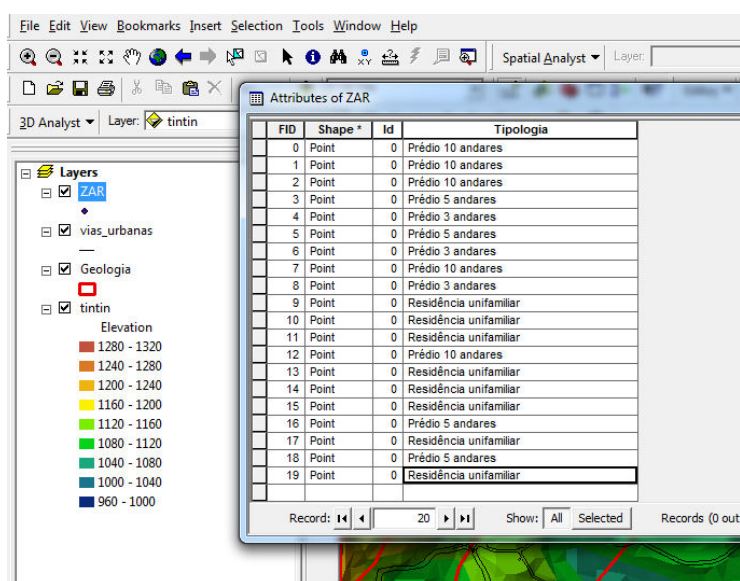 File Edit View Bookmarks Insert Selection Tools Window Help
Spatial Analyst Layer:
3D Analyst Layer: tintin
Layers
ZAR
vias_urbanas
Geologia
tintin
Elevation
1280 - 1320
1240 - 1280
1200 - 1240
1160 - 1200
1120 - 1160
1080 - 1120
1040 - 1080
1000 - 1040
960 - 1000
Attributes of ZAR
FID Shape * Id Tipologia
0 Point 0 Prédio 10 andares
1 Point 0 Prédio 10 andares
2 Point 0 Prédio 10 andares
3 Point 0 Prédio 5 andares
4 Point 0 Prédio 3 andares
5 Point 0 Prédio 5 andares
6 Point 0 Prédio 3 andares
7 Point 0 Prédio 10 andares
8 Point 0 Prédio 3 andares
9 Point 0 Residência unifamiliar
10 Point 0 Residência unifamiliar
11 Point 0 Residência unifamiliar
12 Point 0 Prédio 10 andares
13 Point 0 Residência unifamiliar
14 Point 0 Residência unifamiliar
15 Point 0 Residência unifamiliar
16 Point 0 Prédio 5 andares
17 Point 0 Residência unifamiliar
18 Point 0 Prédio 5 andares
19 Point 0 Residência unifamiliar
Record: 20 Show: All Selected Records (0 out